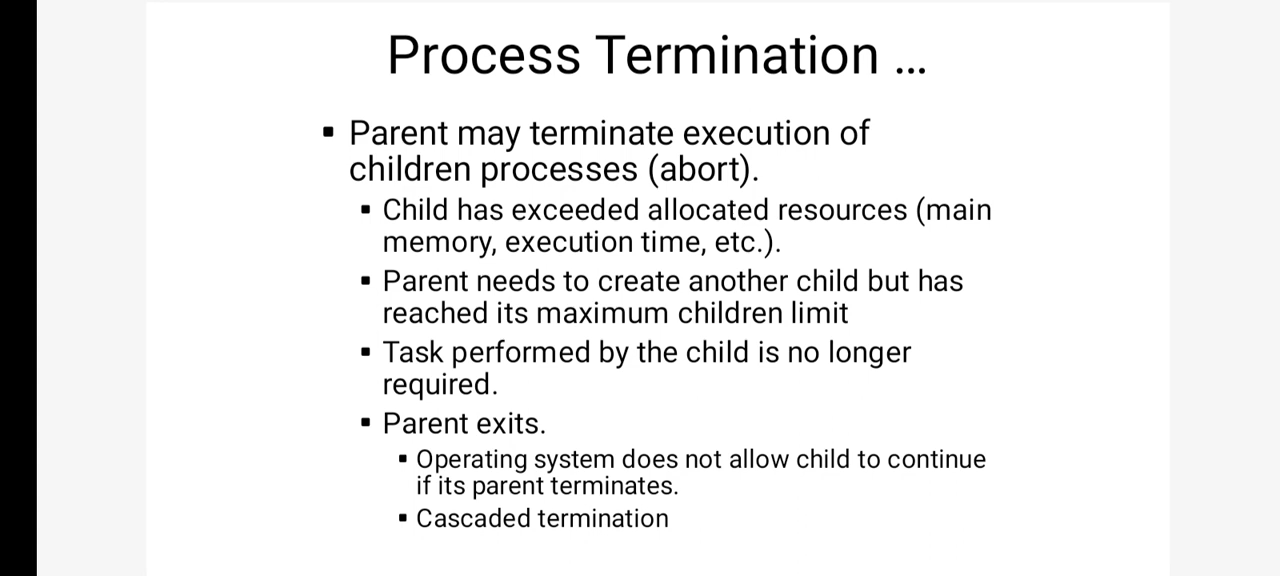 Process Termination ...
▪ Parent may terminate execution of
children processes (abort).
▪ Child has exceeded allocated resources (main
memory, execution time, etc.).
▪ Parent needs to create another child but has
reached its maximum children limit
▪ Task performed by the child is no longer
required.
▪ Parent exits.
▪ Operating system does not allow child to continue
if its parent terminates.
▪ Cascaded termination